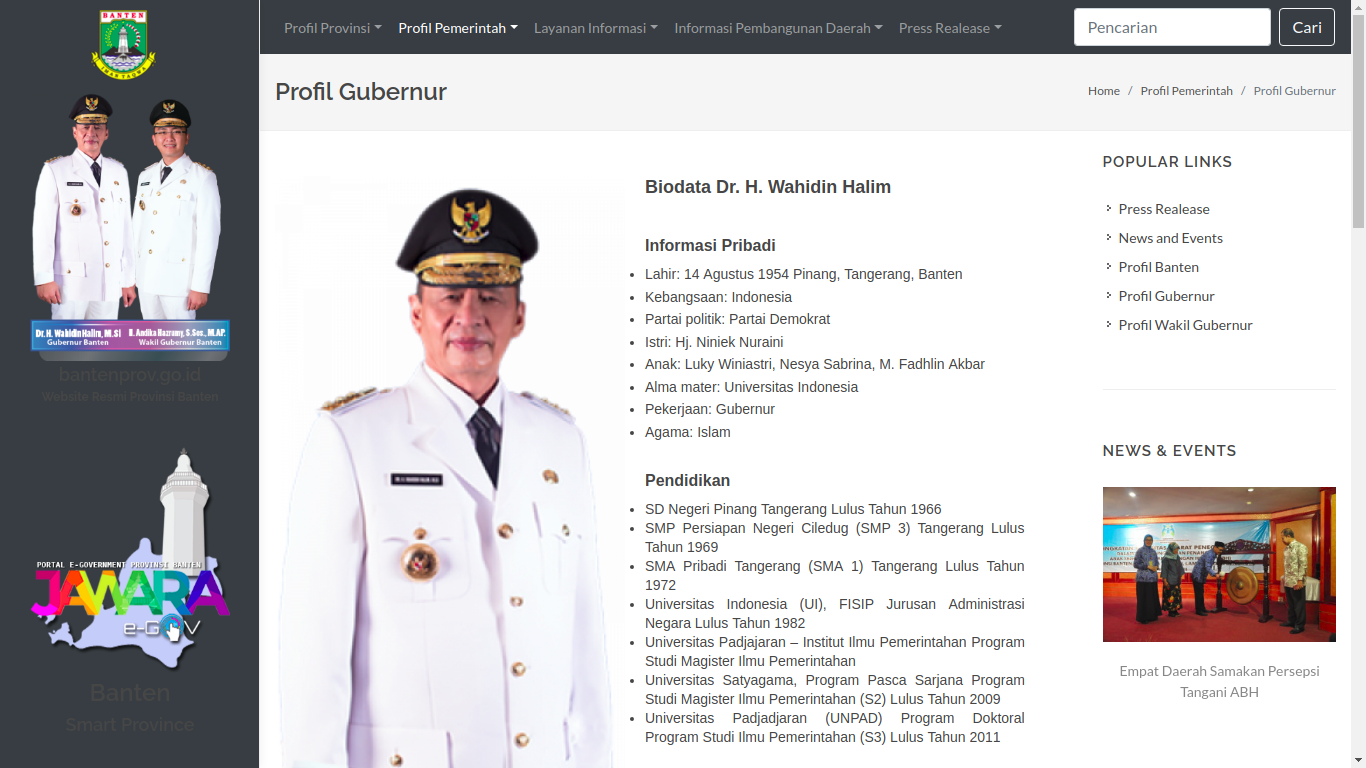 BANTEN
IMAN TAQWA
Dr. H. Wahidin Halim, M.Si
Gubernur Banten
H. Andika Hazrumy, S.Sos., M.AP.
Wakil Gubernur Banten
bantenprov.go.id
Website Resmi Provinsi Banten
PORTAL E-GOVERNMENT PROVINSI BANTEN
JAWARA
e-GOV
Banten
Smart Province
Profil Provinsi
Profil Pemerintah
Layanan Informasi
Informasi Pembangunan Daerah
Press Realease
Pencarian
Cari
Profil Gubernur
Home / Profil Pemerintah / Profil Gubernur
Biodata Dr. H. Wahidin Halim
Informasi Pribadi
Lahir: 14 Agustus 1954 Pinang, Tangerang, Banten
Kebangsaan: Indonesia
Partai politik: Partai Demokrat
Istri: Hj. Niniek Nuraini
Anak: Luky Winiastri, Nesya Sabrina, M. Fadhlin Akbar
Alma mater: Universitas Indonesia
Pekerjaan: Gubernur
Agama: Islam
Pendidikan
SD Negeri Pinang Tangerang Lulus Tahun 1966
SMP Persiapan Negeri Ciledug (SMP 3) Tangerang Lulus
Tahun 1969
SMA Pribadi Tangerang (SMA 1) Tangerang Lulus Tahun
1972
Universitas Indonesia (UI), FISIP Jurusan Administrasi
Negara Lulus Tahun 1982
Universitas Padjajaran – Institut Ilmu Pemerintahan Program
Studi Magister Ilmu Pemerintahan
Universitas Satyagama, Program Pasca Sarjana Program
Studi Magister Ilmu Pemerintahan (S2) Lulus Tahun 2009
Universitas Padjadjaran (UNPAD) Program Doktoral
Program Studi Ilmu Pemerintahan (S3) Lulus Tahun 2011
POPULAR LINKS
Press Realease
News and Events
Profil Banten
Profil Gubernur
Profil Wakil Gubernur
NEWS & EVENTS
Empat Daerah Samakan Persepsi
Tangani ABH